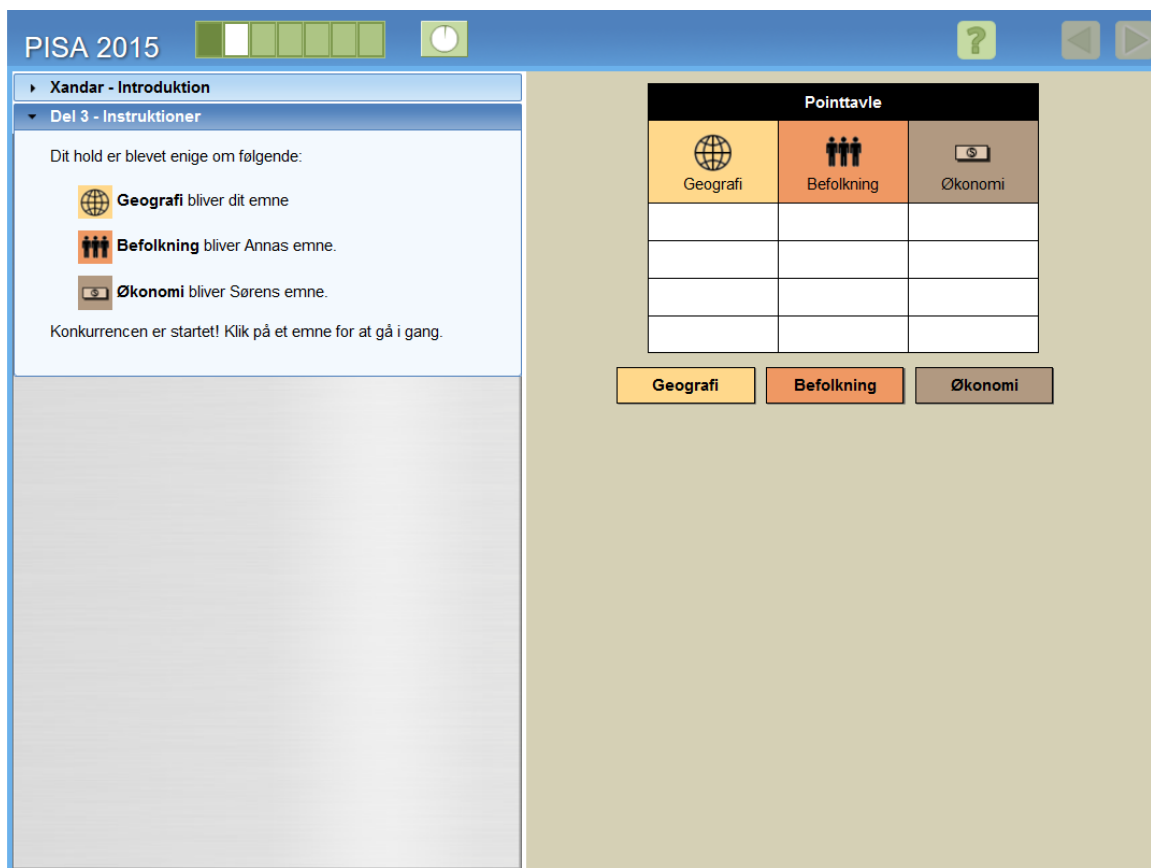 PISA 2015
?
Xandar - Introduktion
Del 3 - Instruktioner
Dit hold er blevet enige om følgende:
Geografi bliver dit emne
Befolkning bliver Annas emne.
Økonomi bliver Sørens emne.
Konkurrencen er startet! Klik på et emne for at gå i gang.
Pointtavle
Geografi Befolkning Økonomi
Geografi Befolkning Økonomi